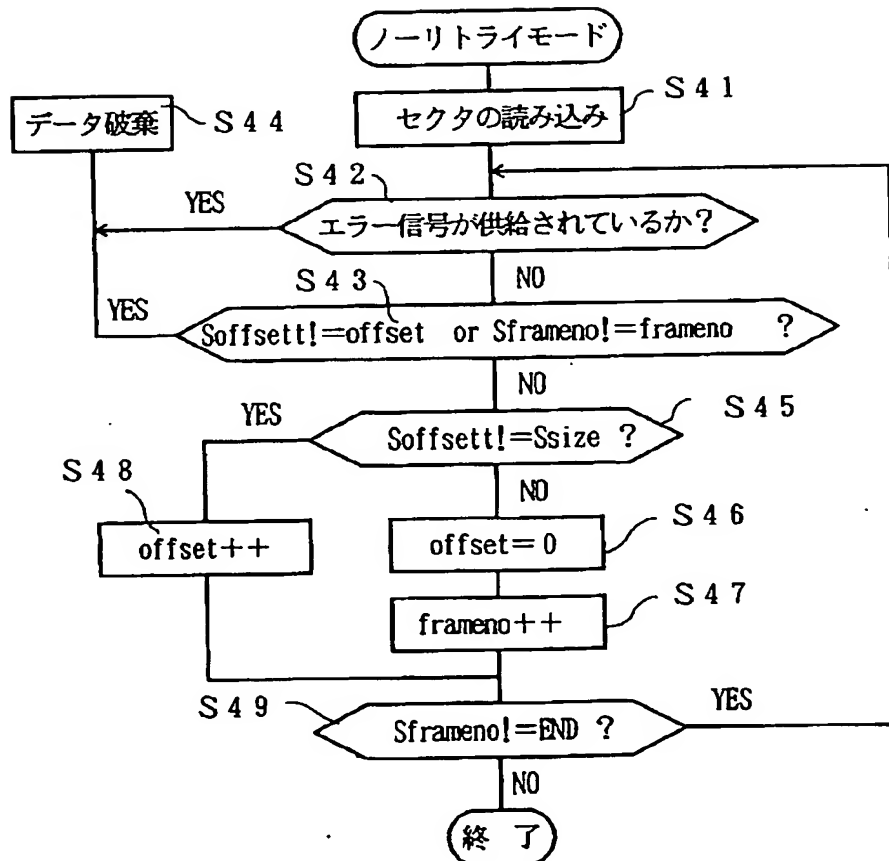 ノーリトライモード
セクタの読み込み
S41
データ破棄
S44
S42
YES
エラー信号が供給されているか?
NO
S43
YES
Soffsett!=offset or Sframeno!=frameno ?
NO
YES
S45
Soffsett!=Ssize ?
NO
S48
offset++
offset=0
S46
frameno++
S47
S49
YES
Sframeno!=END ?
NO
終了